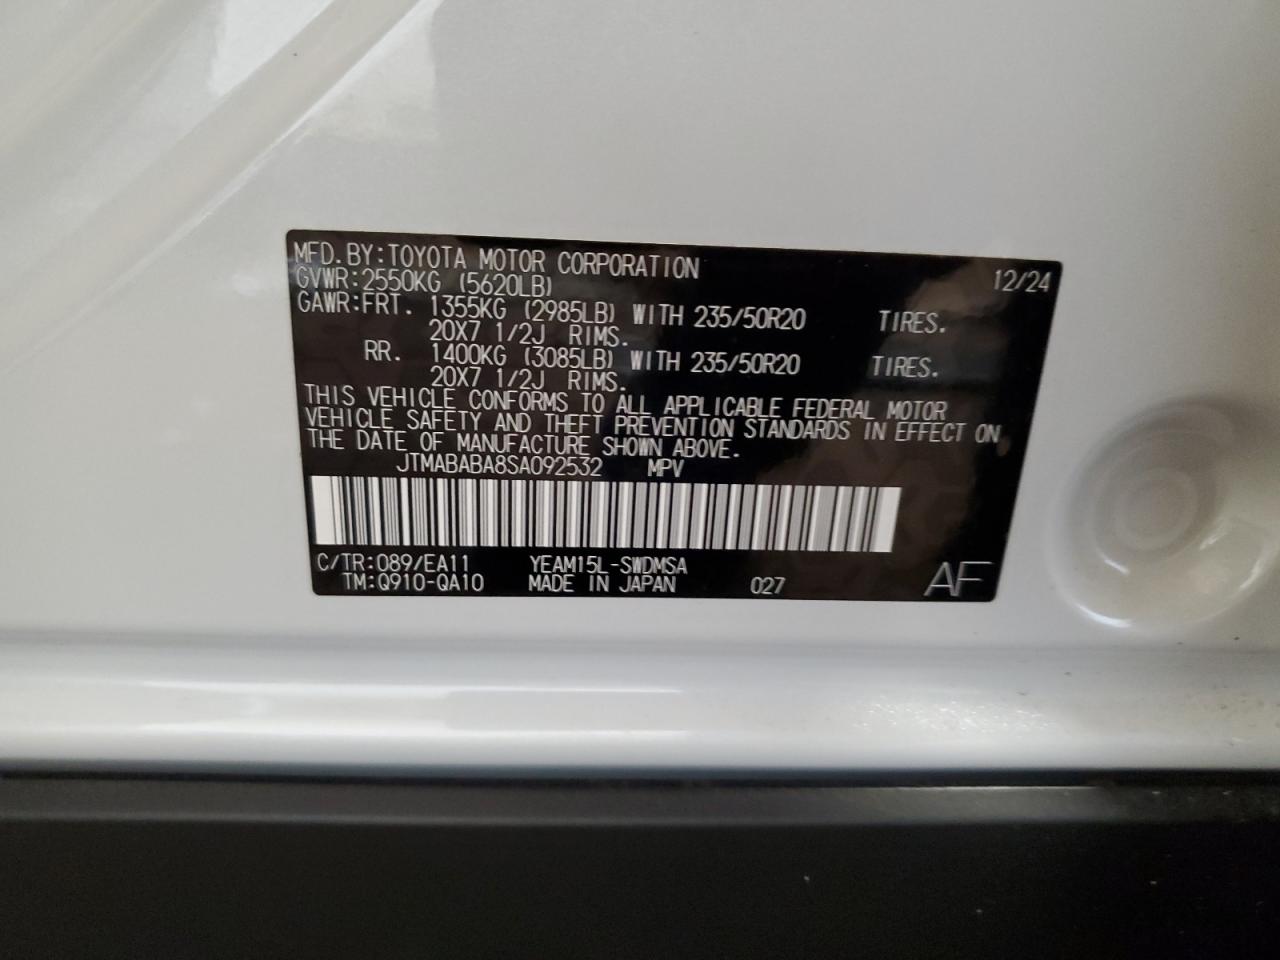 MFD. BY: TOYOTA MOTOR CORPORATION 12/24
GVWR: 2550KG (5620LB)
GAWR: FRT. 1355KG (2985LB) WITH 235/50R20 TIRES.
20X7 1/2J RIMS.
RR. 1400KG (3085LB) WITH 235/50R20 TIRES.
20X7 1/2J RIMS.
THIS VEHICLE CONFORMS TO ALL APPLICABLE FEDERAL MOTOR
VEHICLE SAFETY AND THEFT PREVENTION STANDARDS IN EFFECT ON
THE DATE OF MANUFACTURE SHOWN ABOVE.
JTMABABA8SA092532 MPV
C/TR: 089/EA11 YEAM15L-SWDMSA
TM: Q910-QA10 MADE IN JAPAN 027 AF